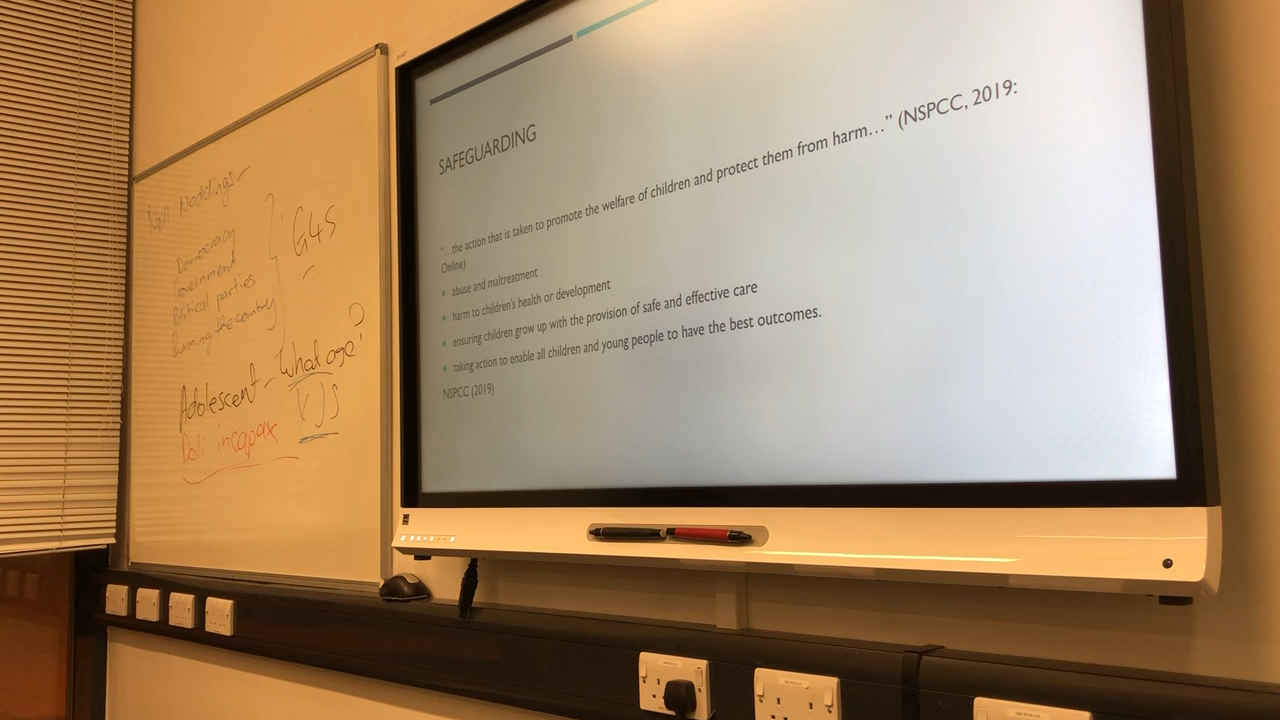 Nell Noddings -
Democracy
Government
Political parties
Running the country
G4S
Adolescent - What age?
YJS
Doli incapax
SAFEGUARDING
“…the action that is taken to promote the welfare of children and protect them from harm…” (NSPCC, 2019:
Online)
abuse and maltreatment
harm to children’s health or development
ensuring children grow up with the provision of safe and effective care
taking action to enable all children and young people to have the best outcomes.
NSPCC (2019)